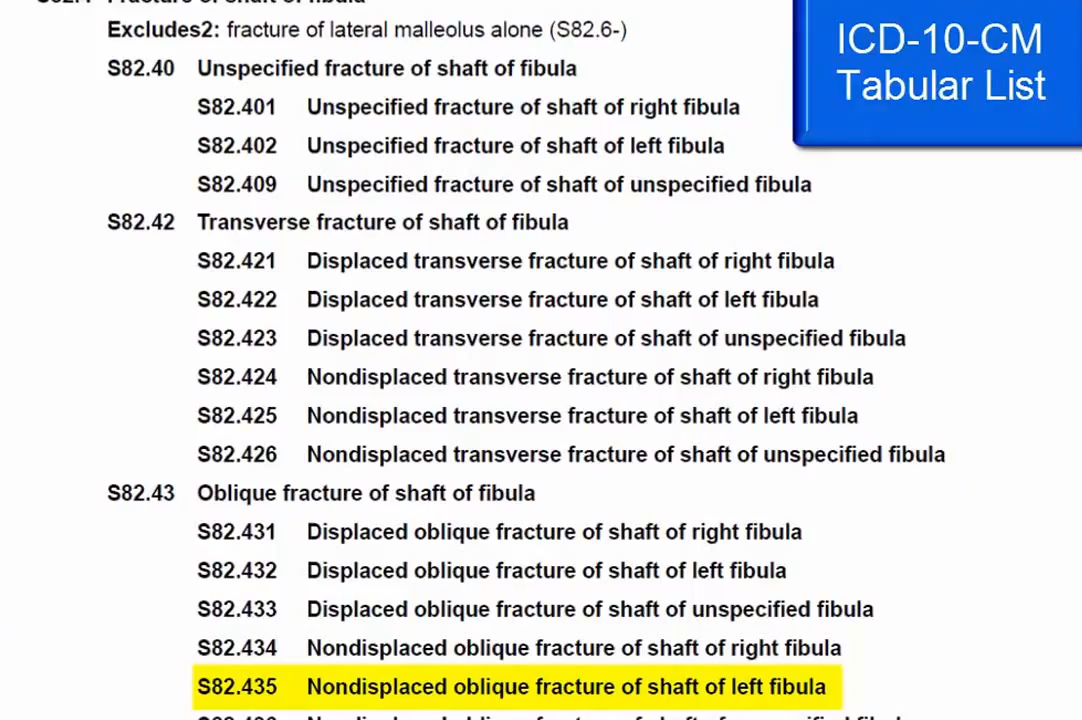 Fracture of shaft of fibula
Excludes2: fracture of lateral malleolus alone (S82.6-)
ICD-10-CM
Tabular List
S82.40 Unspecified fracture of shaft of fibula
S82.401 Unspecified fracture of shaft of right fibula
S82.402 Unspecified fracture of shaft of left fibula
S82.409 Unspecified fracture of shaft of unspecified fibula
S82.42 Transverse fracture of shaft of fibula
S82.421 Displaced transverse fracture of shaft of right fibula
S82.422 Displaced transverse fracture of shaft of left fibula
S82.423 Displaced transverse fracture of shaft of unspecified fibula
S82.424 Nondisplaced transverse fracture of shaft of right fibula
S82.425 Nondisplaced transverse fracture of shaft of left fibula
S82.426 Nondisplaced transverse fracture of shaft of unspecified fibula
S82.43 Oblique fracture of shaft of fibula
S82.431 Displaced oblique fracture of shaft of right fibula
S82.432 Displaced oblique fracture of shaft of left fibula
S82.433 Displaced oblique fracture of shaft of unspecified fibula
S82.434 Nondisplaced oblique fracture of shaft of right fibula
S82.435 Nondisplaced oblique fracture of shaft of left fibula